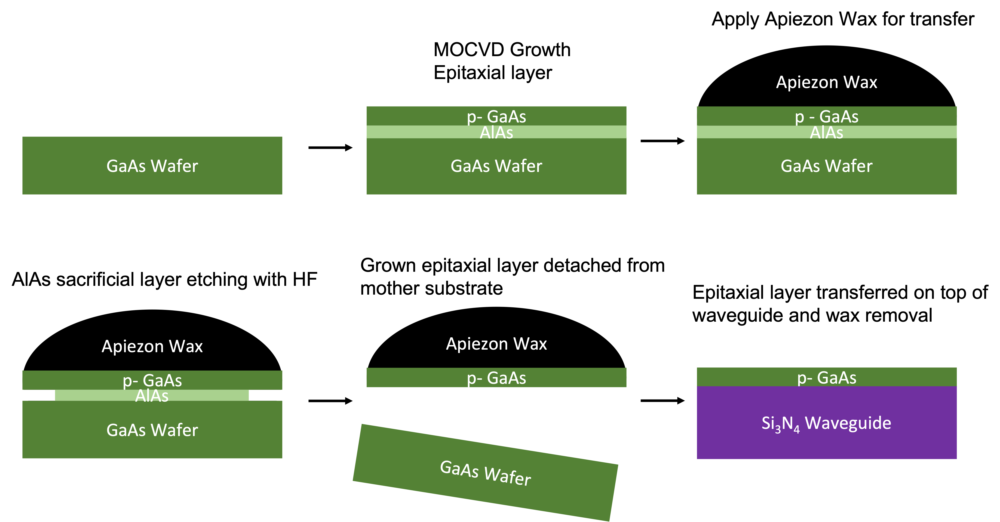 Apply Apiezon Wax for transfer
MOCVD Growth
Epitaxial layer
GaAs Wafer
p- GaAs
AlAs
GaAs Wafer
Apiezon Wax
p - GaAs
AlAs
GaAs Wafer
AlAs sacrificial layer etching with HF
Apiezon Wax
p- GaAs
AlAs
GaAs Wafer
Grown epitaxial layer detached from
mother substrate
Apiezon Wax
p- GaAs
GaAs Wafer
Epitaxial layer transferred on top of
waveguide and wax removal
p- GaAs
Si₃N₄ Waveguide